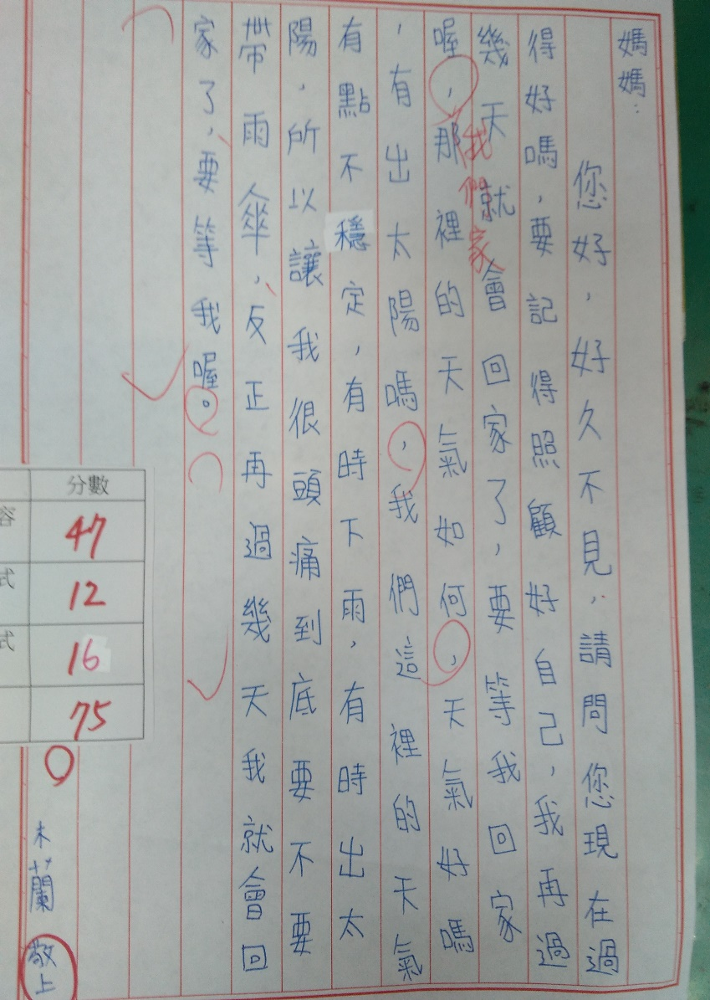 媽媽：
您好，好久不見，請問您現在過
得好嗎，要記得照顧好自己，我再過
幾天就會回家了，要等我回家
我們家
喔，那裡的天氣如何，天氣好嗎
，有出太陽嗎，我們這裡的天氣
有點不穩定，有時下雨，有時出太
陽，所以讓我很頭痛到底要不要
帶雨傘，反正再過幾天我就會回
家了，要等我喔。
木蘭 敬上
分數
容 47
式 12
式 16
75